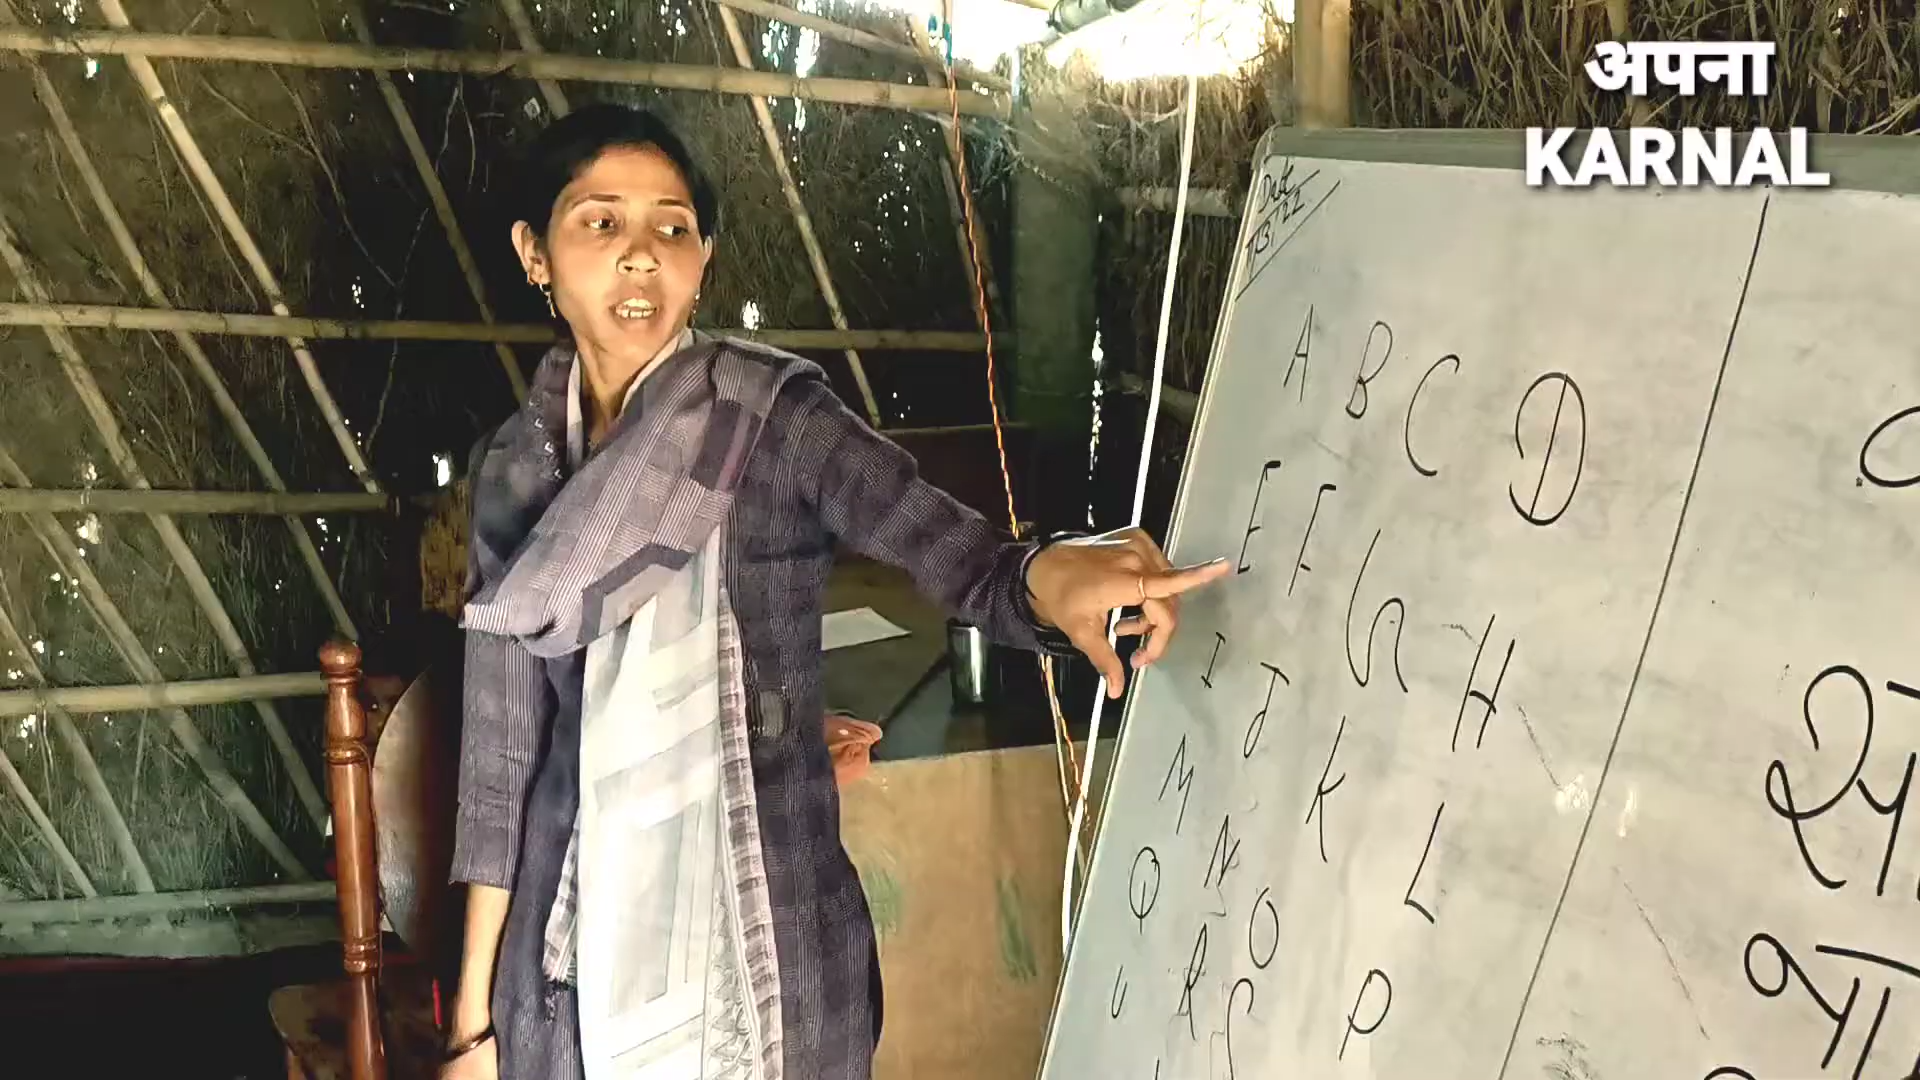 अपना
KARNAL
Date
A B C D
E F G H
I J K L
M N O P
Q R S
U